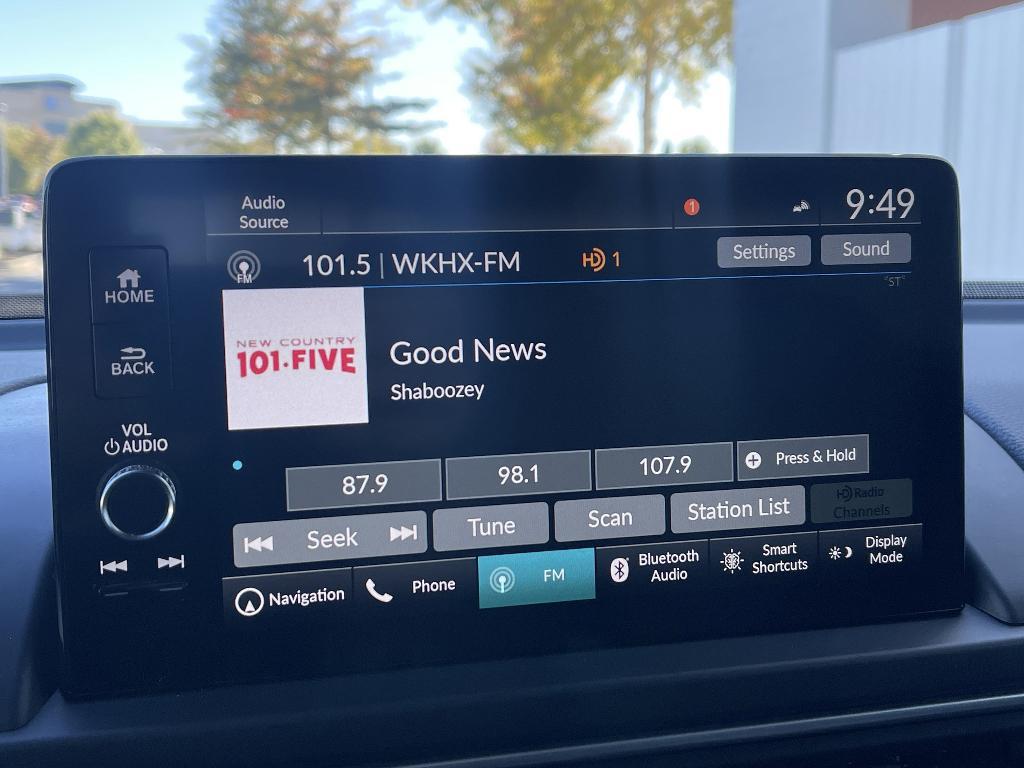 Audio
Source
1
9:49
FM
101.5 | WKHX-FM
HD 1
Settings
Sound
"ST"
HOME
BACK
VOL
AUDIO
NEW COUNTRY
101·FIVE
Good News
Shaboozey
87.9
98.1
107.9
Press & Hold
Seek
Tune
Scan
Station List
HD Radio
Channels
Navigation
Phone
FM
Bluetooth
Audio
Smart
Shortcuts
Display
Mode